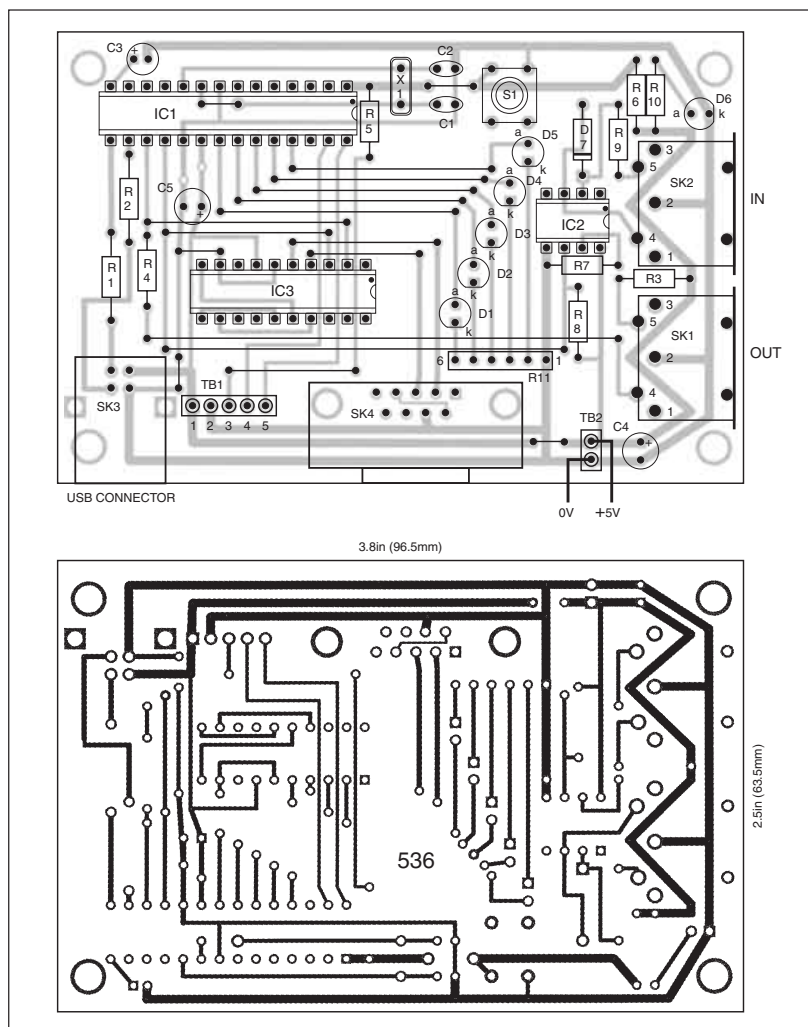 C3
+
C2
X
1
S1
R
6
R
10
D6
a
k
IC1
R
5
C1
D5
a
k
D
7
R
9
3
5
SK2
IN
R
2
C5
+
D4
a
k
IC2
2
D3
a
k
4
1
R
1
R
4
IC3
D2
a
k
R7
R3
D1
a
k
R
8
3
5
SK1
OUT
2
6
1
R11
SK3
TB1
1 2 3 4 5
SK4
4
1
TB2
C4
+
USB CONNECTOR
0V
+5V
3.8in (96.5mm)
2.5in (63.5mm)
536